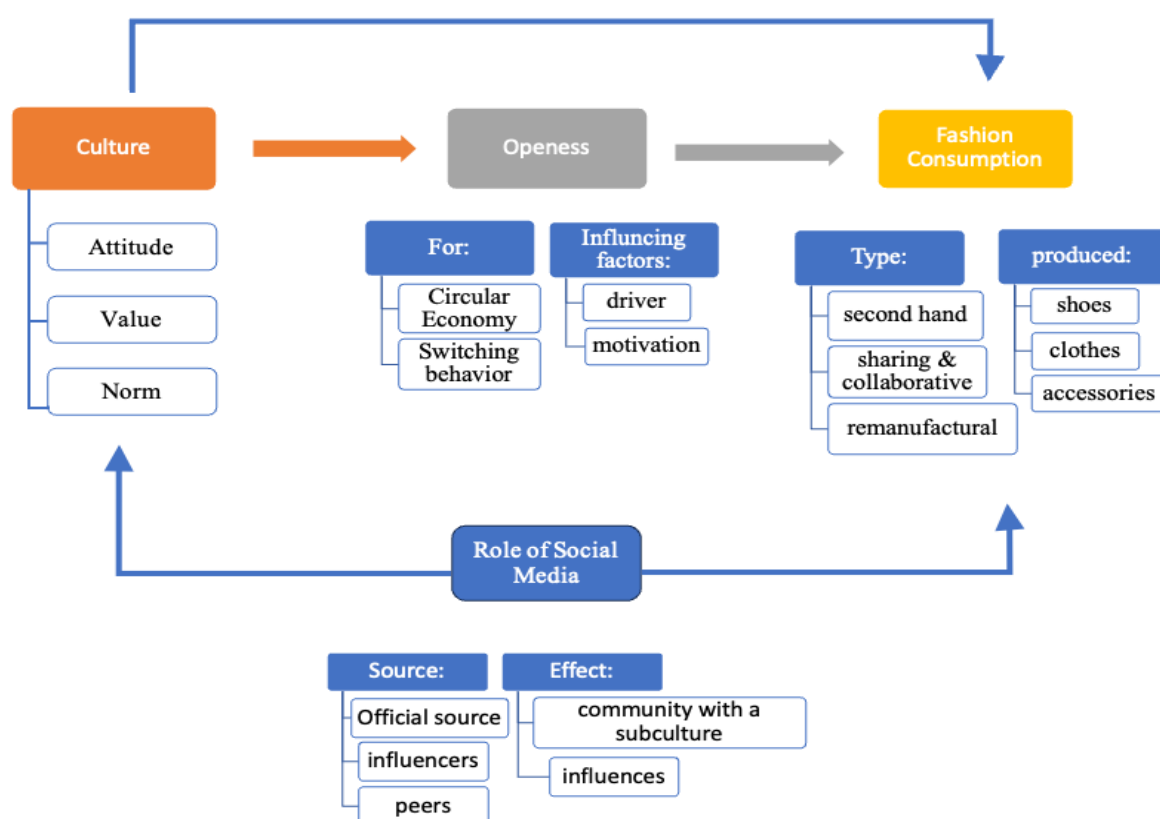 Culture
Openess
Fashion
Consumption
Attitude
Value
Norm
For:
Circular
Economy
Switching
behavior
Influncing
factors:
driver
motivation
Type:
second hand
sharing &
collaborative
remanufactural
produced:
shoes
clothes
accessories
Role of Social
Media
Source:
Official source
influencers
peers
Effect:
community with a
subculture
influences